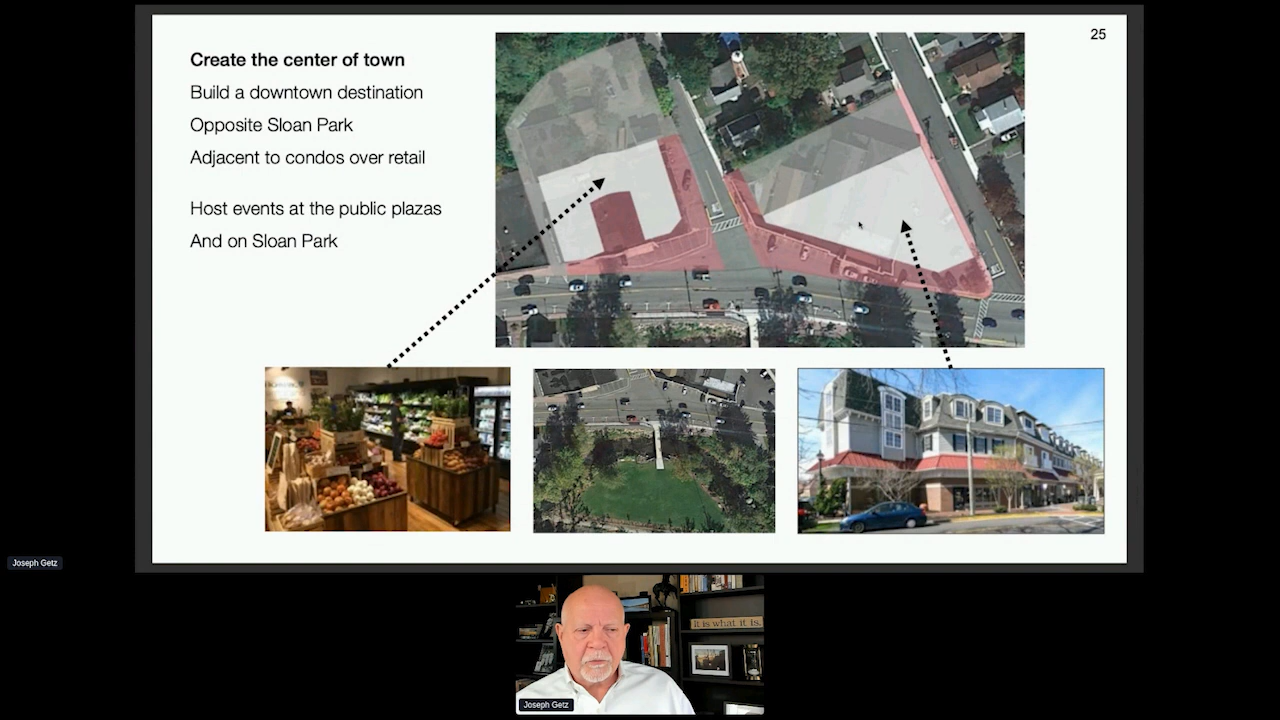 25
Create the center of town
Build a downtown destination
Opposite Sloan Park
Adjacent to condos over retail
Host events at the public plazas
And on Sloan Park
Joseph Getz
It is what it is.
Joseph Getz